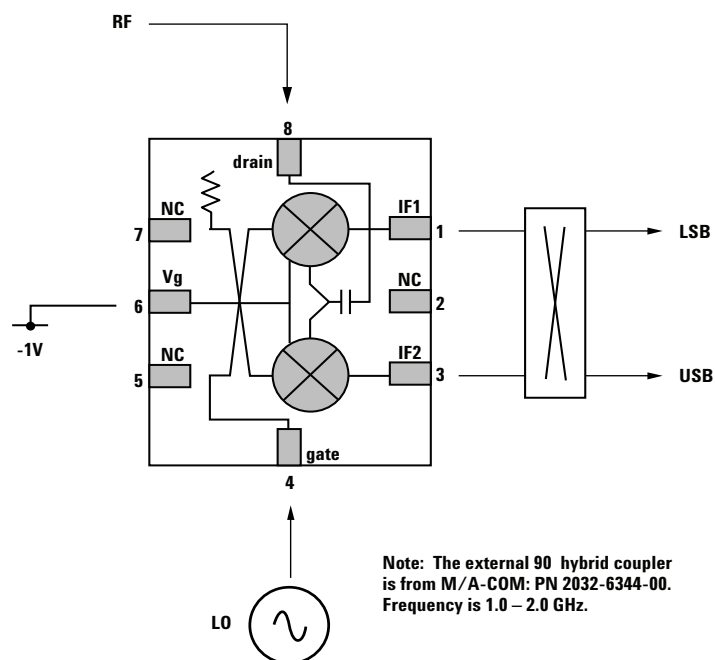 RF
8
drain
NC
IF1
7
1
LSB
Vg
NC
6
2
-1V
NC
IF2
5
3
USB
gate
4
Note: The external 90 hybrid coupler
is from M/A-COM: PN 2032-6344-00.
Frequency is 1.0 – 2.0 GHz.
LO